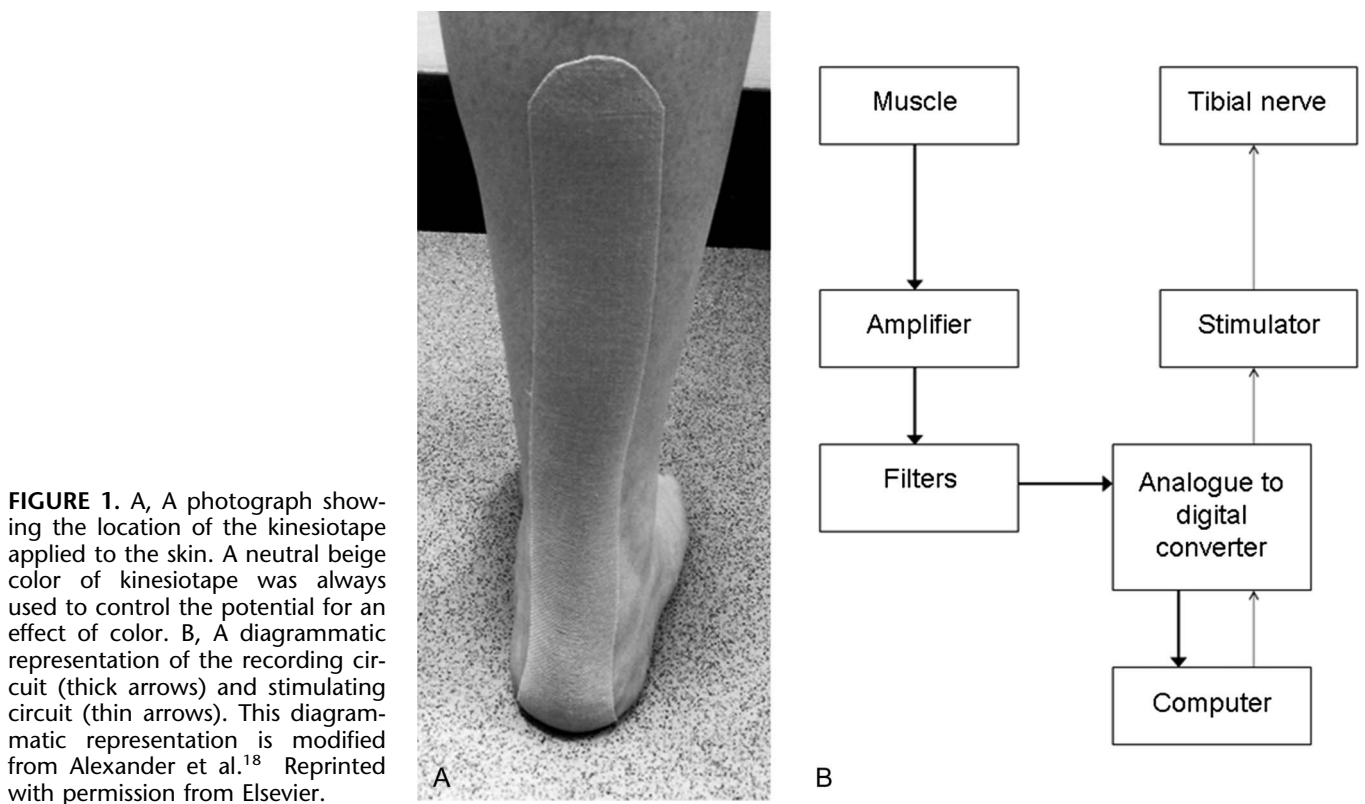 FIGURE 1. A, A photograph show-
ing the location of the kinesiotape
applied to the skin. A neutral beige
color of kinesiotape was always
used to control the potential for an
effect of color. B, A diagrammatic
representation of the recording cir-
cuit (thick arrows) and stimulating
circuit (thin arrows). This diagram-
matic representation is modified
from Alexander et al.18 Reprinted
with permission from Elsevier.
A
Muscle
Tibial nerve
Amplifier
Stimulator
Filters
Analogue to
digital
converter
Computer
B